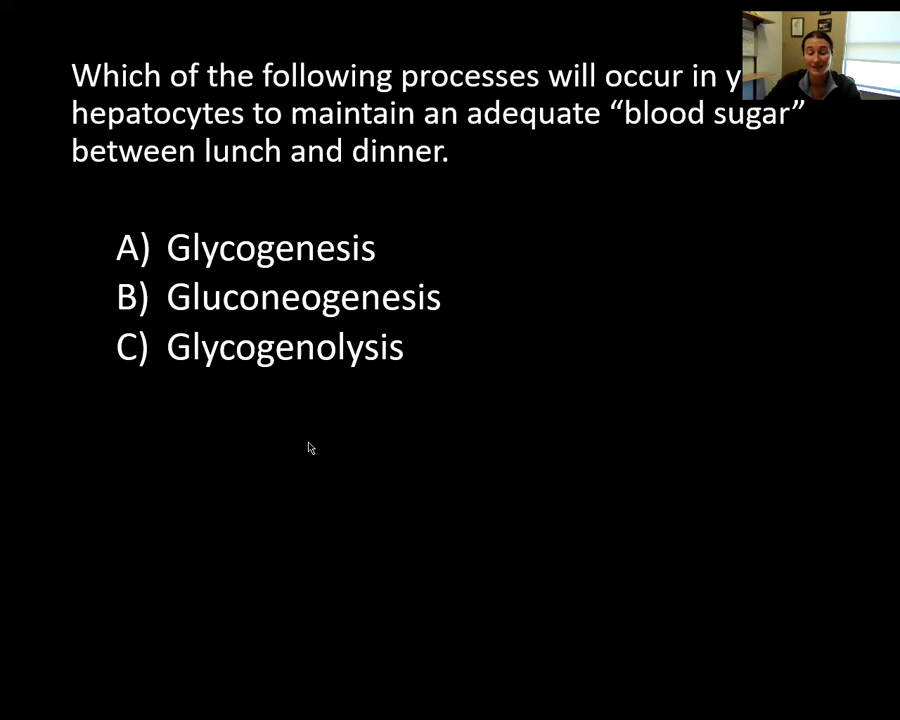 Which of the following processes will occur in
hepatocytes to maintain an adequate “blood sugar”
between lunch and dinner.
A) Glycogenesis
B) Gluconeogenesis
C) Glycogenolysis